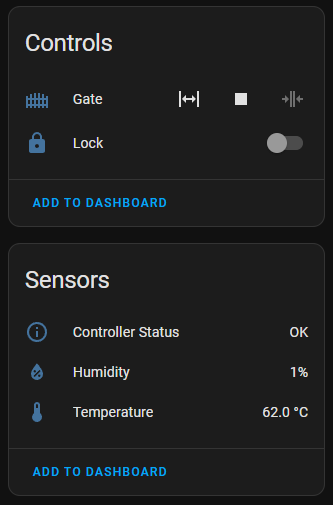 Controls
Gate
Lock
ADD TO DASHBOARD
Sensors
Controller Status OK
Humidity 1%
Temperature 62.0 °C
ADD TO DASHBOARD